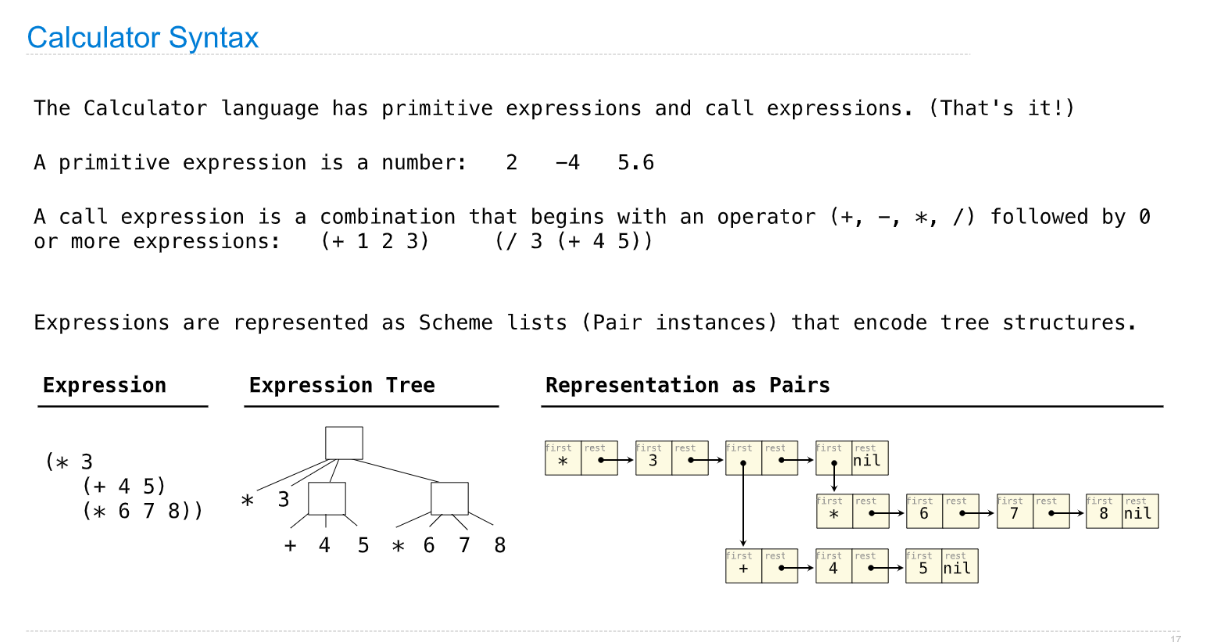 Calculator Syntax
The Calculator language has primitive expressions and call expressions. (That's it!)
A primitive expression is a number:   2   −4   5.6
A call expression is a combination that begins with an operator (+, −, *, /) followed by 0
or more expressions:   (+ 1 2 3)     (/ 3 (+ 4 5))
Expressions are represented as Scheme lists (Pair instances) that encode tree structures.
Expression
(* 3
   (+ 4 5)
   (* 6 7 8))
Expression Tree
* 3
+ 4 5 * 6 7 8
Representation as Pairs
first rest first rest first rest first rest
* 3 nil
first rest first rest first rest first rest
* 6 7 8 nil
first rest first rest first rest
+ 4 5 nil
17